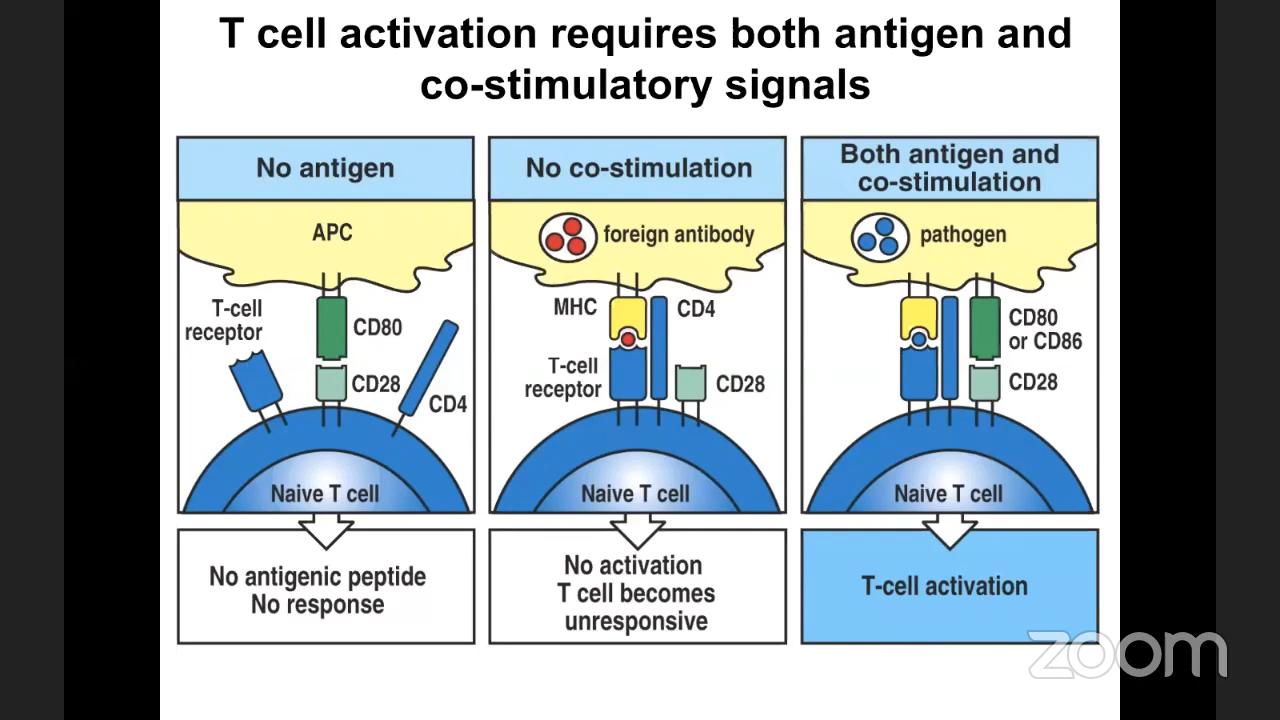 T cell activation requires both antigen and
co-stimulatory signals
No antigen
APC
T-cell
receptor
CD80
CD28
CD4
Naive T cell
No antigenic peptide
No response
No co-stimulation
foreign antibody
MHC
CD4
T-cell
receptor
CD28
Naive T cell
No activation
T cell becomes
unresponsive
Both antigen and
co-stimulation
pathogen
CD80
or CD86
CD28
Naive T cell
T-cell activation
zoom